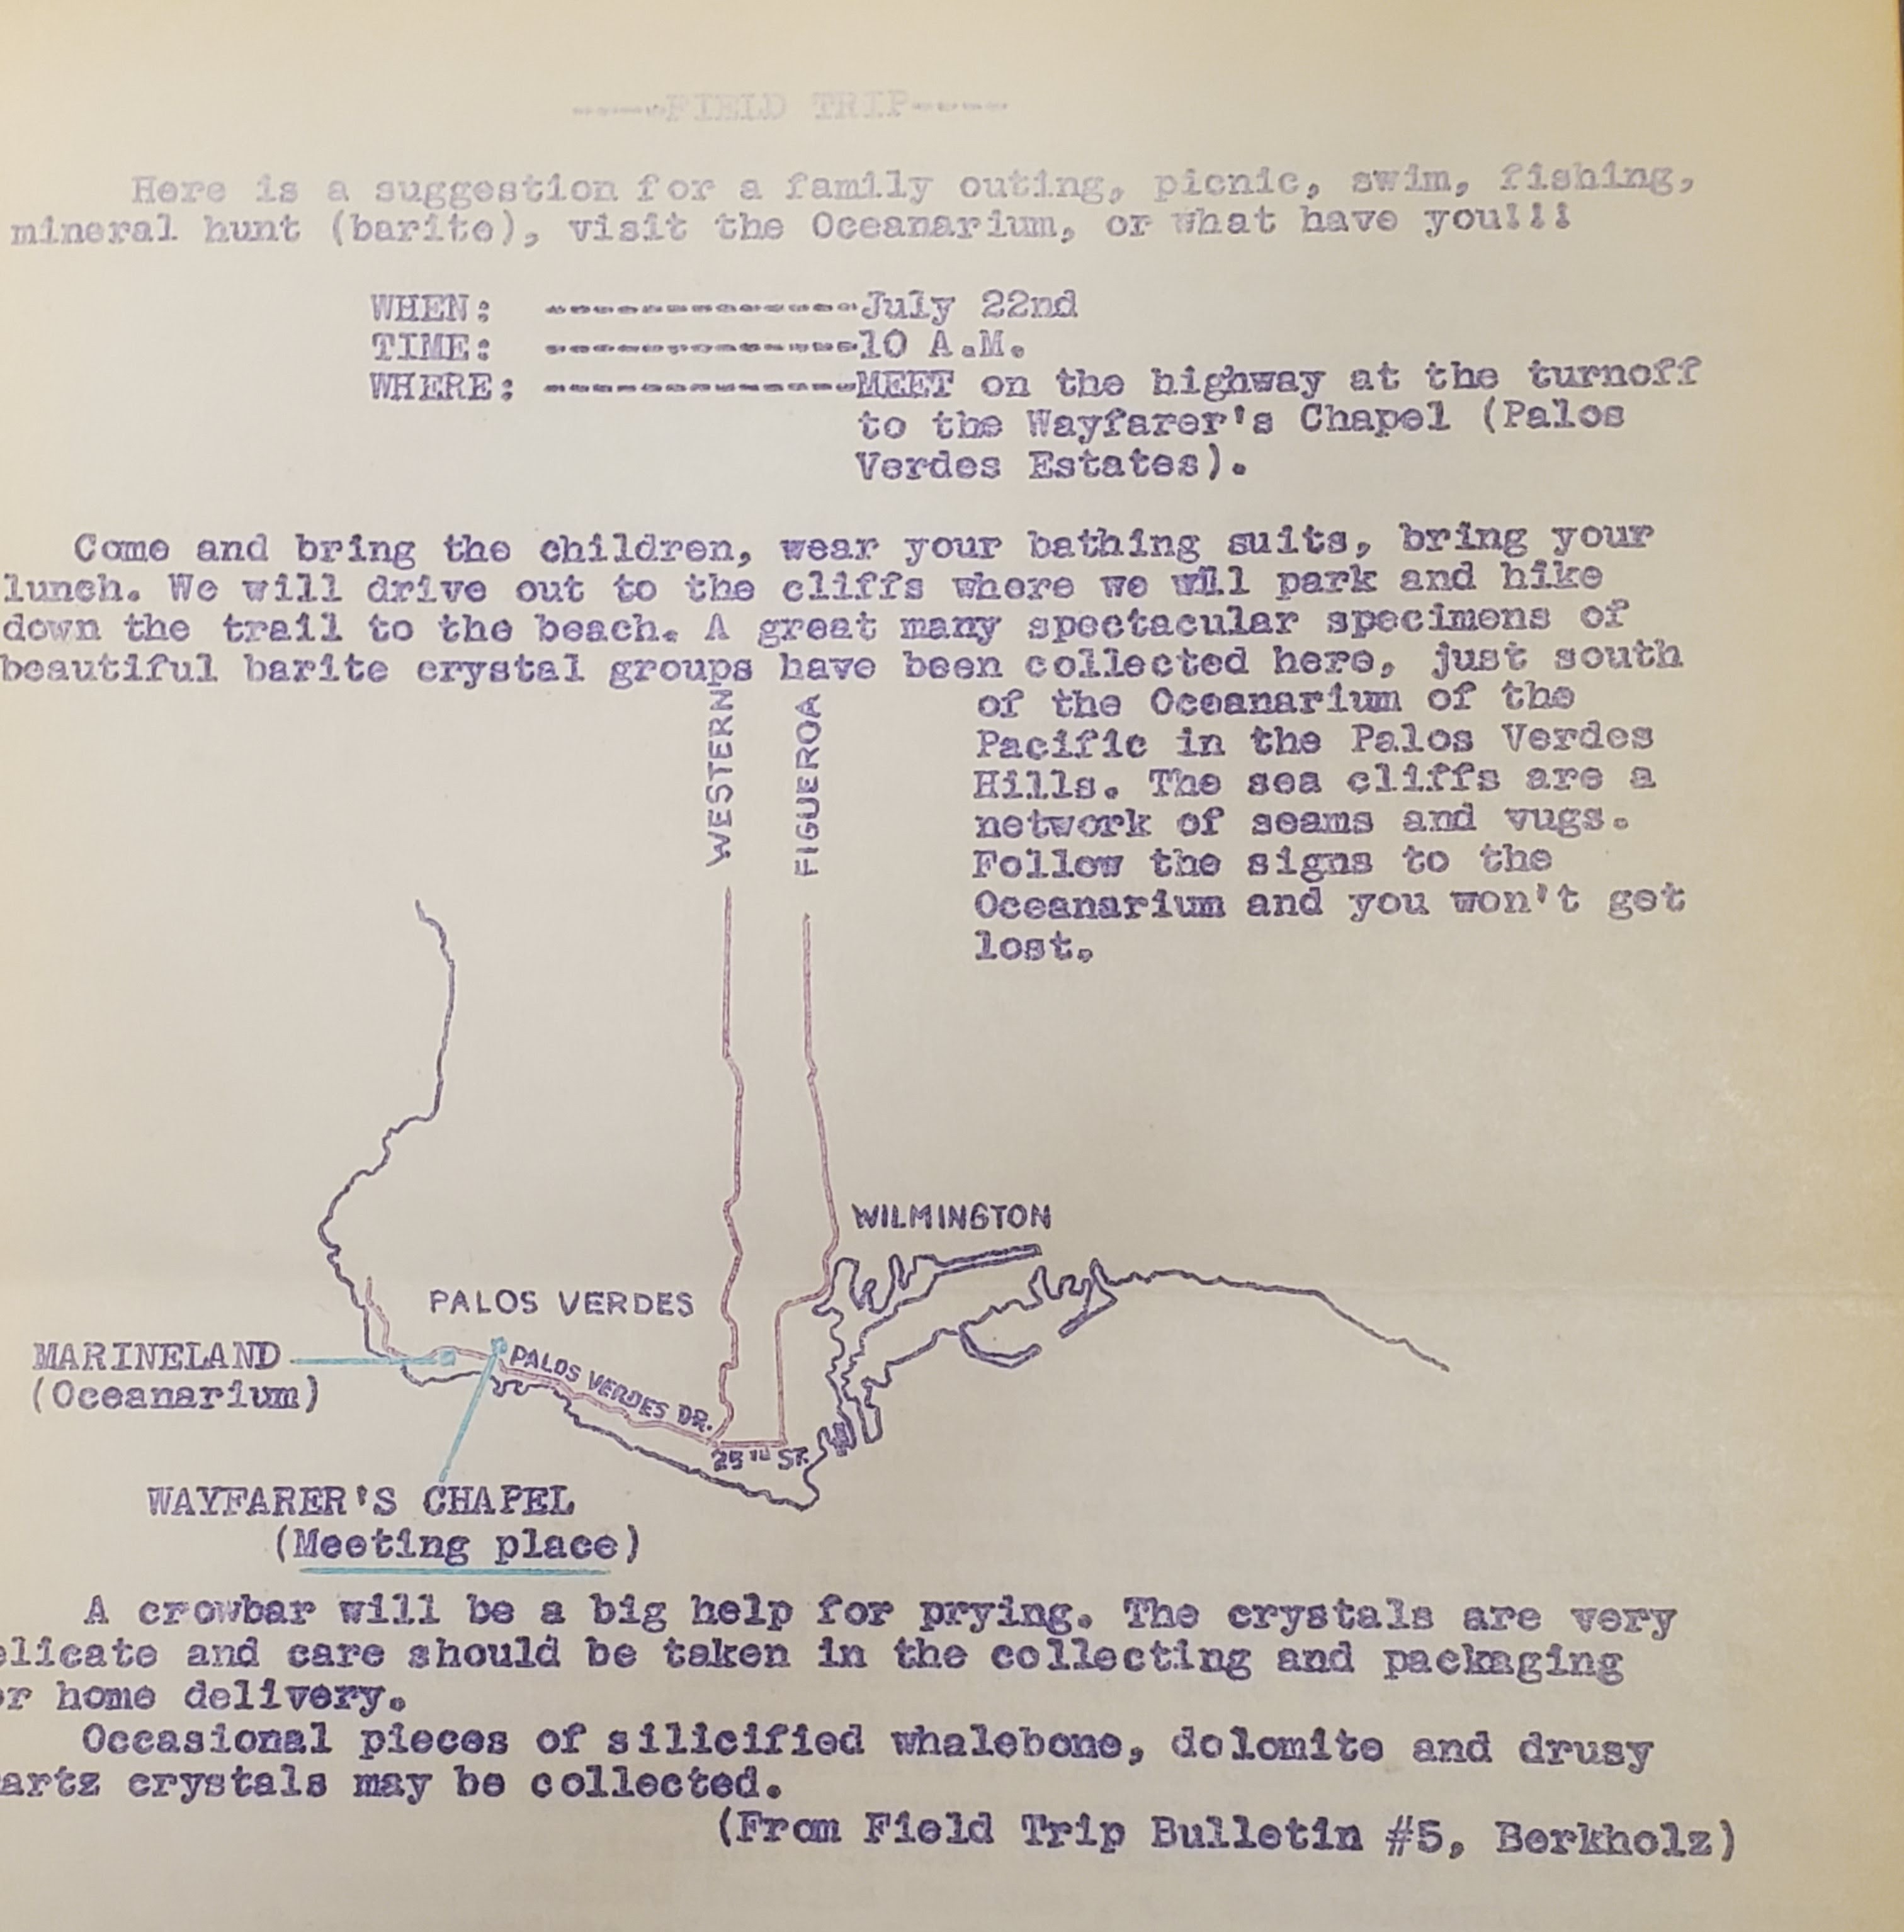 -----FIELD TRIP-----
Here is a suggestion for a family outing, picnic, swim, fishing,
mineral hunt (barite), visit the Oceanarium, or what have you!!!
WHEN: ----------------July 22nd
TIME: ----------------10 A.M.
WHERE: ----------------MEET on the highway at the turnoff
to the Wayfarer's Chapel (Palos
Verdes Estates).
Come and bring the children, wear your bathing suits, bring your
lunch. We will drive out to the cliffs where we will park and hike
down the trail to the beach. A great many spectacular specimens of
beautiful barite crystal groups have been collected here, just south
of the Oceanarium of the
Pacific in the Palos Verdes
Hills. The sea cliffs are a
network of seams and vugs.
Follow the signs to the
Oceanarium and you won't get
lost.
WESTERN
FIGUEROA
WILMINGTON
PALOS VERDES
MARINELAND
(Oceanarium)
PALOS VERDES DR.
25TH ST.
WAYFARER'S CHAPEL
(Meeting place)
A crowbar will be a big help for prying. The crystals are very
elicate and care should be taken in the collecting and packaging
or home delivery.
Occasional pieces of silicified whalebone, dolomite and drusy
artz crystals may be collected.
(From Field Trip Bulletin #5, Berkholz)